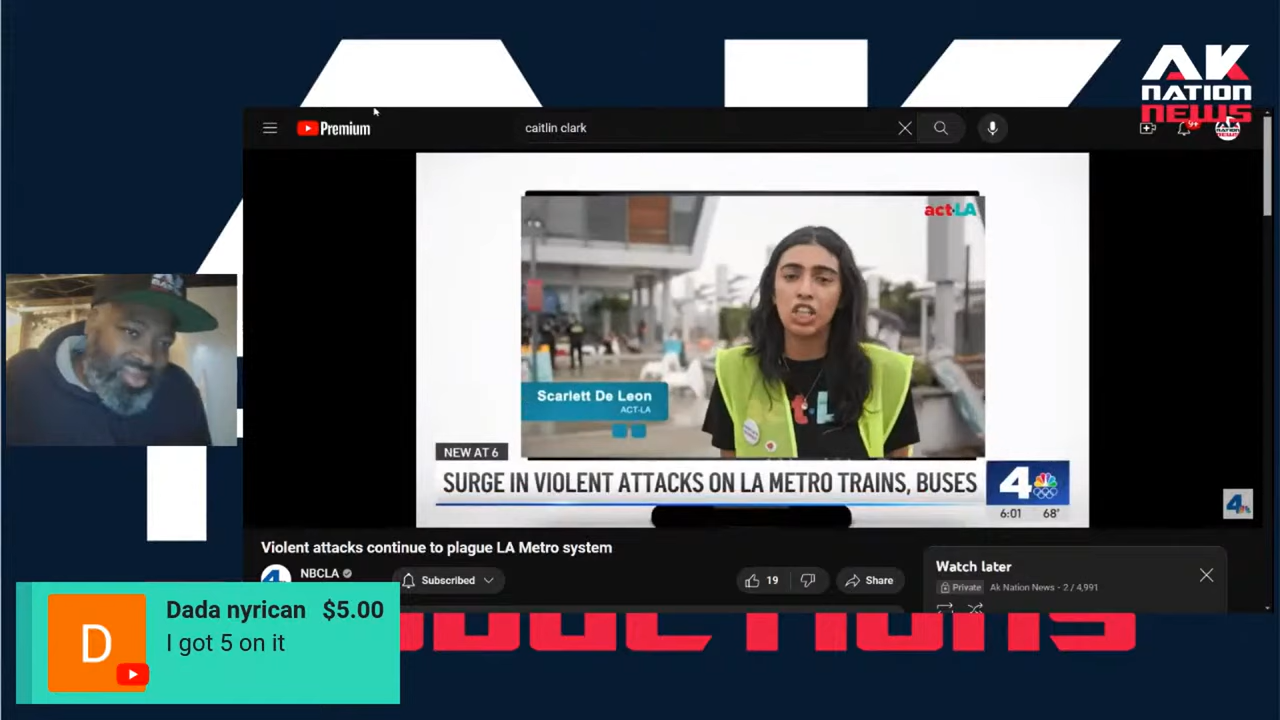 AK
NATION
NEWS
Premium
caitlin clark
9+
act-LA
Scarlett De Leon
ACT-LA
NEW AT 6
SURGE IN VIOLENT ATTACKS ON LA METRO TRAINS, BUSES
4
6:01 68°
4
Violent attacks continue to plague LA Metro system
NBCLA
Subscribed
19
Share
Watch later
Private
Ak Nation News - 2 / 4,991
D
Dada nyrican $5.00
I got 5 on it